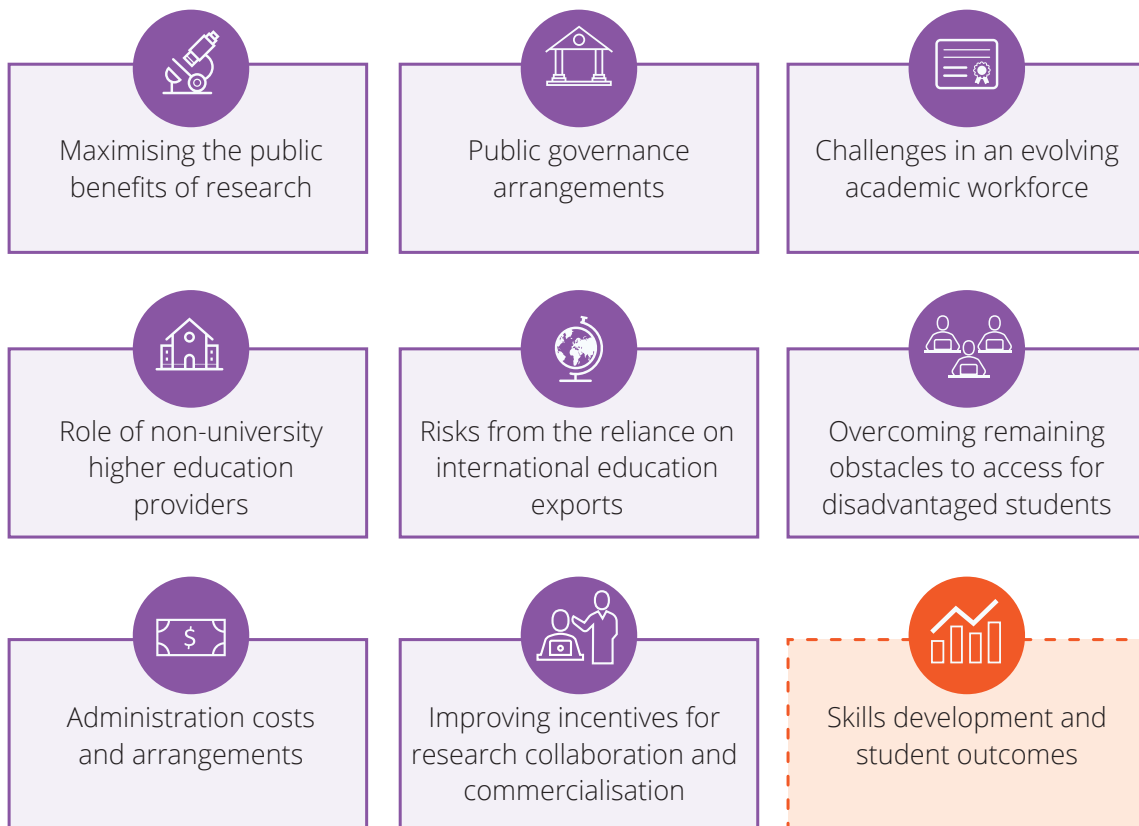 Maximising the public
benefits of research
Public governance
arrangements
Challenges in an evolving
academic workforce
Role of non-university
higher education
providers
Risks from the reliance on
international education
exports
Overcoming remaining
obstacles to access for
disadvantaged students
$
Administration costs
and arrangements
Improving incentives for
research collaboration and
commercialisation
Skills development and
student outcomes